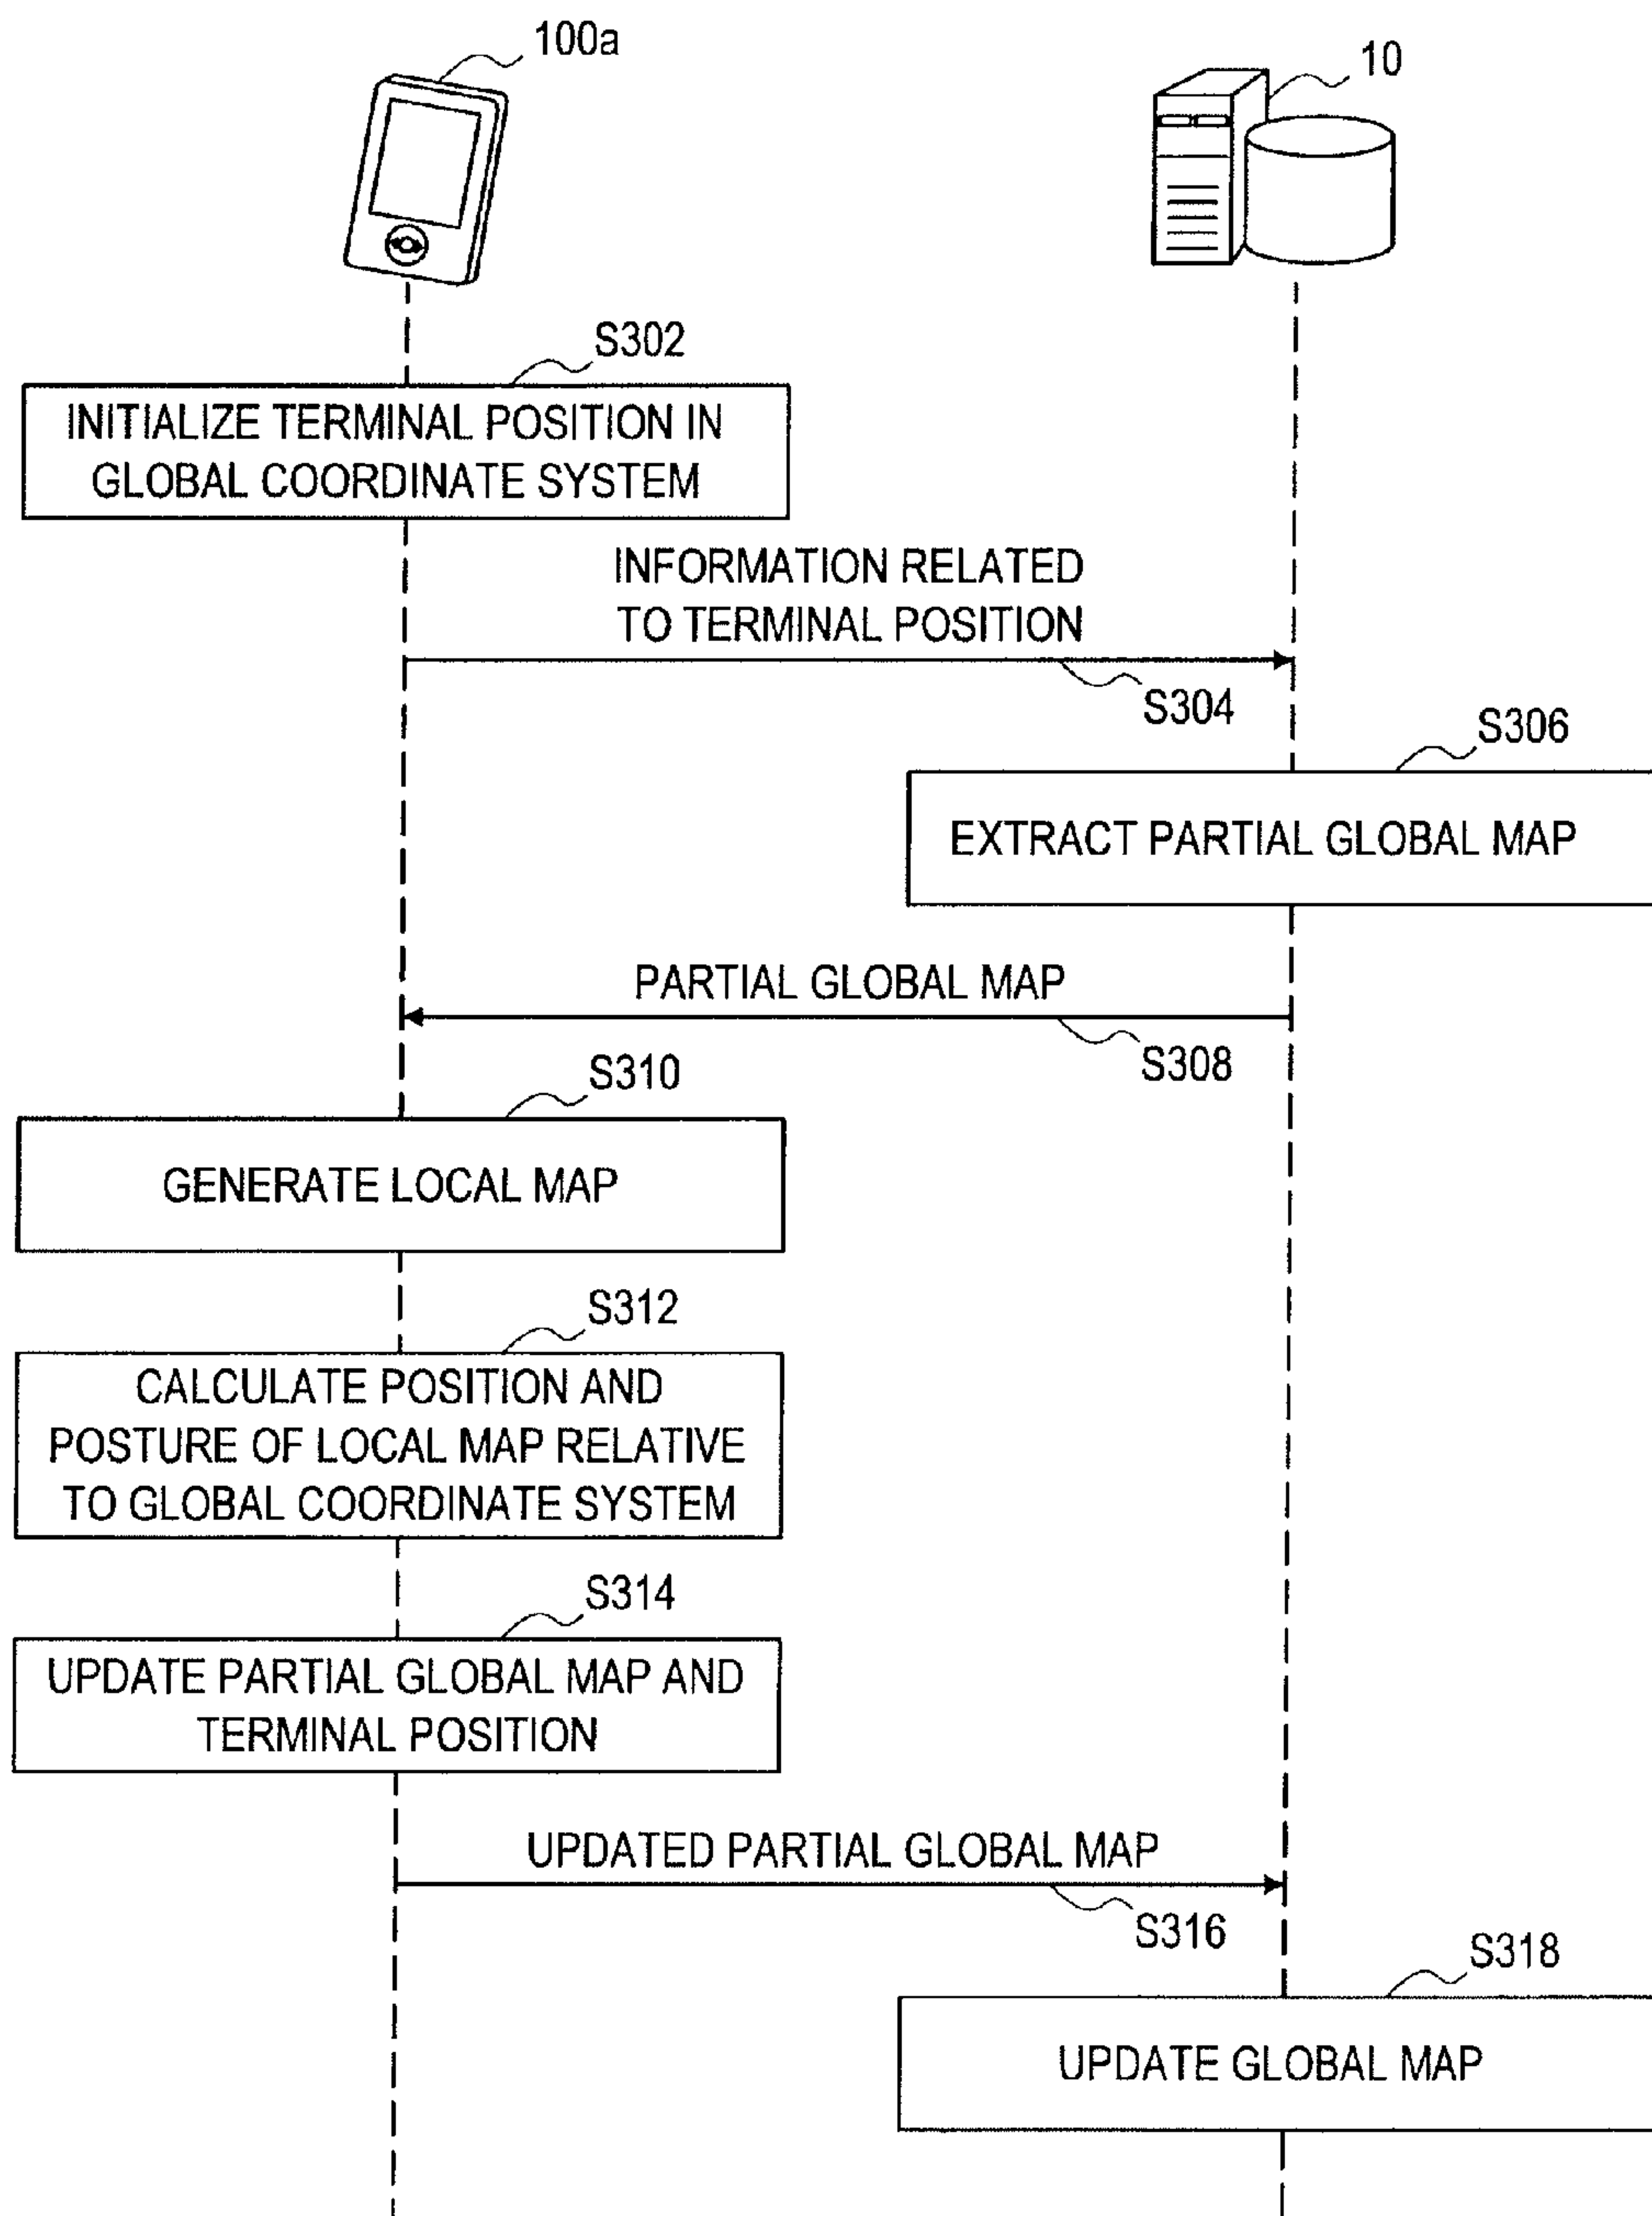 100a
10
S302
INITIALIZE TERMINAL POSITION IN
GLOBAL COORDINATE SYSTEM
INFORMATION RELATED
TO TERMINAL POSITION
S304
S306
EXTRACT PARTIAL GLOBAL MAP
PARTIAL GLOBAL MAP
S308
S310
GENERATE LOCAL MAP
S312
CALCULATE POSITION AND
POSTURE OF LOCAL MAP RELATIVE
TO GLOBAL COORDINATE SYSTEM
S314
UPDATE PARTIAL GLOBAL MAP AND
TERMINAL POSITION
UPDATED PARTIAL GLOBAL MAP
S316
S318
UPDATE GLOBAL MAP